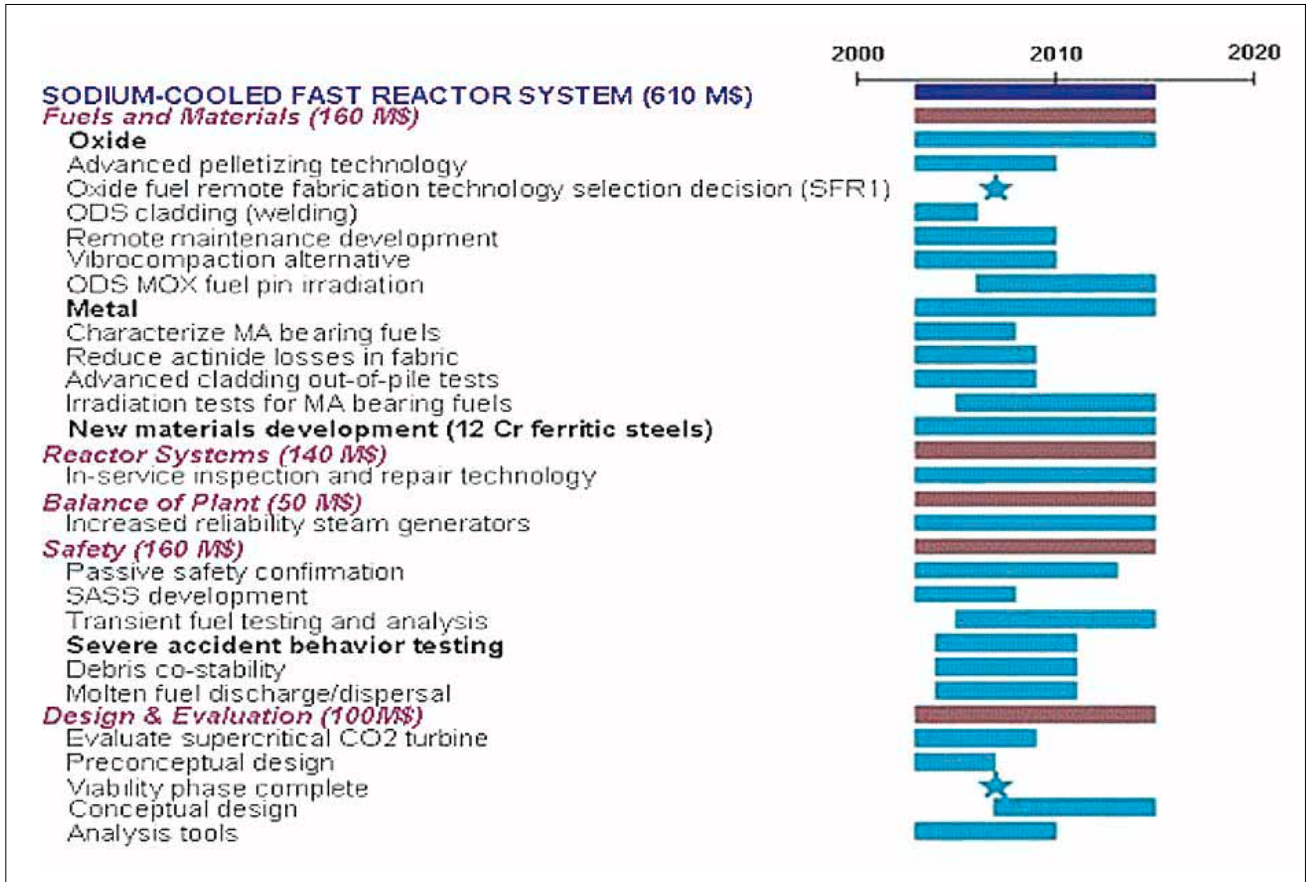 2000 2010 2020
SODIUM-COOLED FAST REACTOR SYSTEM (610 M$)
Fuels and Materials (160 M$)
Oxide
Advanced pelletizing technology
Oxide fuel remote fabrication technology selection decision (SFR1)
ODS cladding (welding)
Remote maintenance development
Vibrocompaction alternative
ODS MOX fuel pin irradiation
Metal
Characterize MA bearing fuels
Reduce actinide losses in fabric
Advanced cladding out-of-pile tests
Irradiation tests for MA bearing fuels
New materials development (12 Cr ferritic steels)
Reactor Systems (140 M$)
In-service inspection and repair technology
Balance of Plant (50 M$)
Increased reliability steam generators
Safety (160 M$)
Passive safety confirmation
SASS development
Transient fuel testing and analysis
Severe accident behavior testing
Debris co-stability
Molten fuel discharge/dispersal
Design & Evaluation (100M$)
Evaluate supercritical CO2 turbine
Preconceptual design
Viability phase complete
Conceptual design
Analysis tools